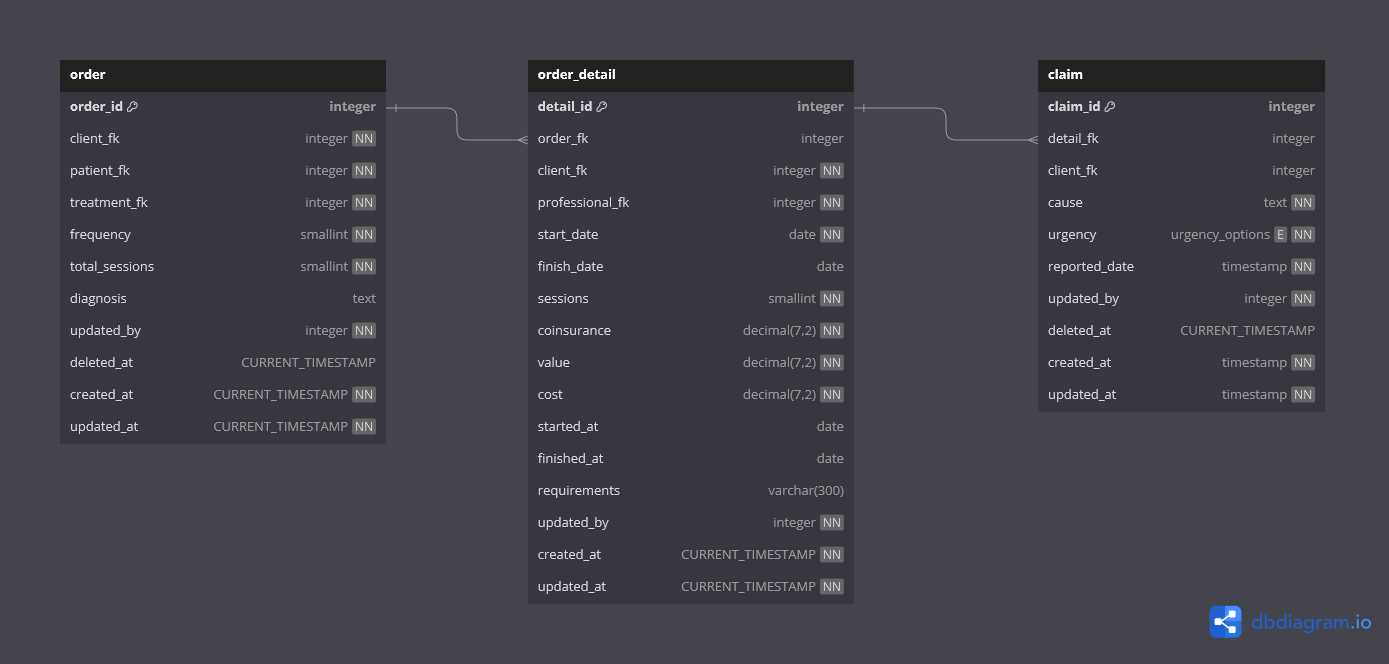 order
order_id integer
client_fk integer NN
patient_fk integer NN
treatment_fk integer NN
frequency smallint NN
total_sessions smallint NN
diagnosis text
updated_by integer NN
deleted_at CURRENT_TIMESTAMP
created_at CURRENT_TIMESTAMP NN
updated_at CURRENT_TIMESTAMP NN
order_detail
detail_id integer
order_fk integer
client_fk integer NN
professional_fk integer NN
start_date date NN
finish_date date
sessions smallint NN
coinsurance decimal(7,2) NN
value decimal(7,2) NN
cost decimal(7,2) NN
started_at date
finished_at date
requirements varchar(300)
updated_by integer NN
created_at CURRENT_TIMESTAMP NN
updated_at CURRENT_TIMESTAMP NN
claim
claim_id integer
detail_fk integer
client_fk integer
cause text NN
urgency urgency_options E NN
reported_date timestamp NN
updated_by integer NN
deleted_at CURRENT_TIMESTAMP
created_at timestamp NN
updated_at timestamp NN
dbdiagram.io